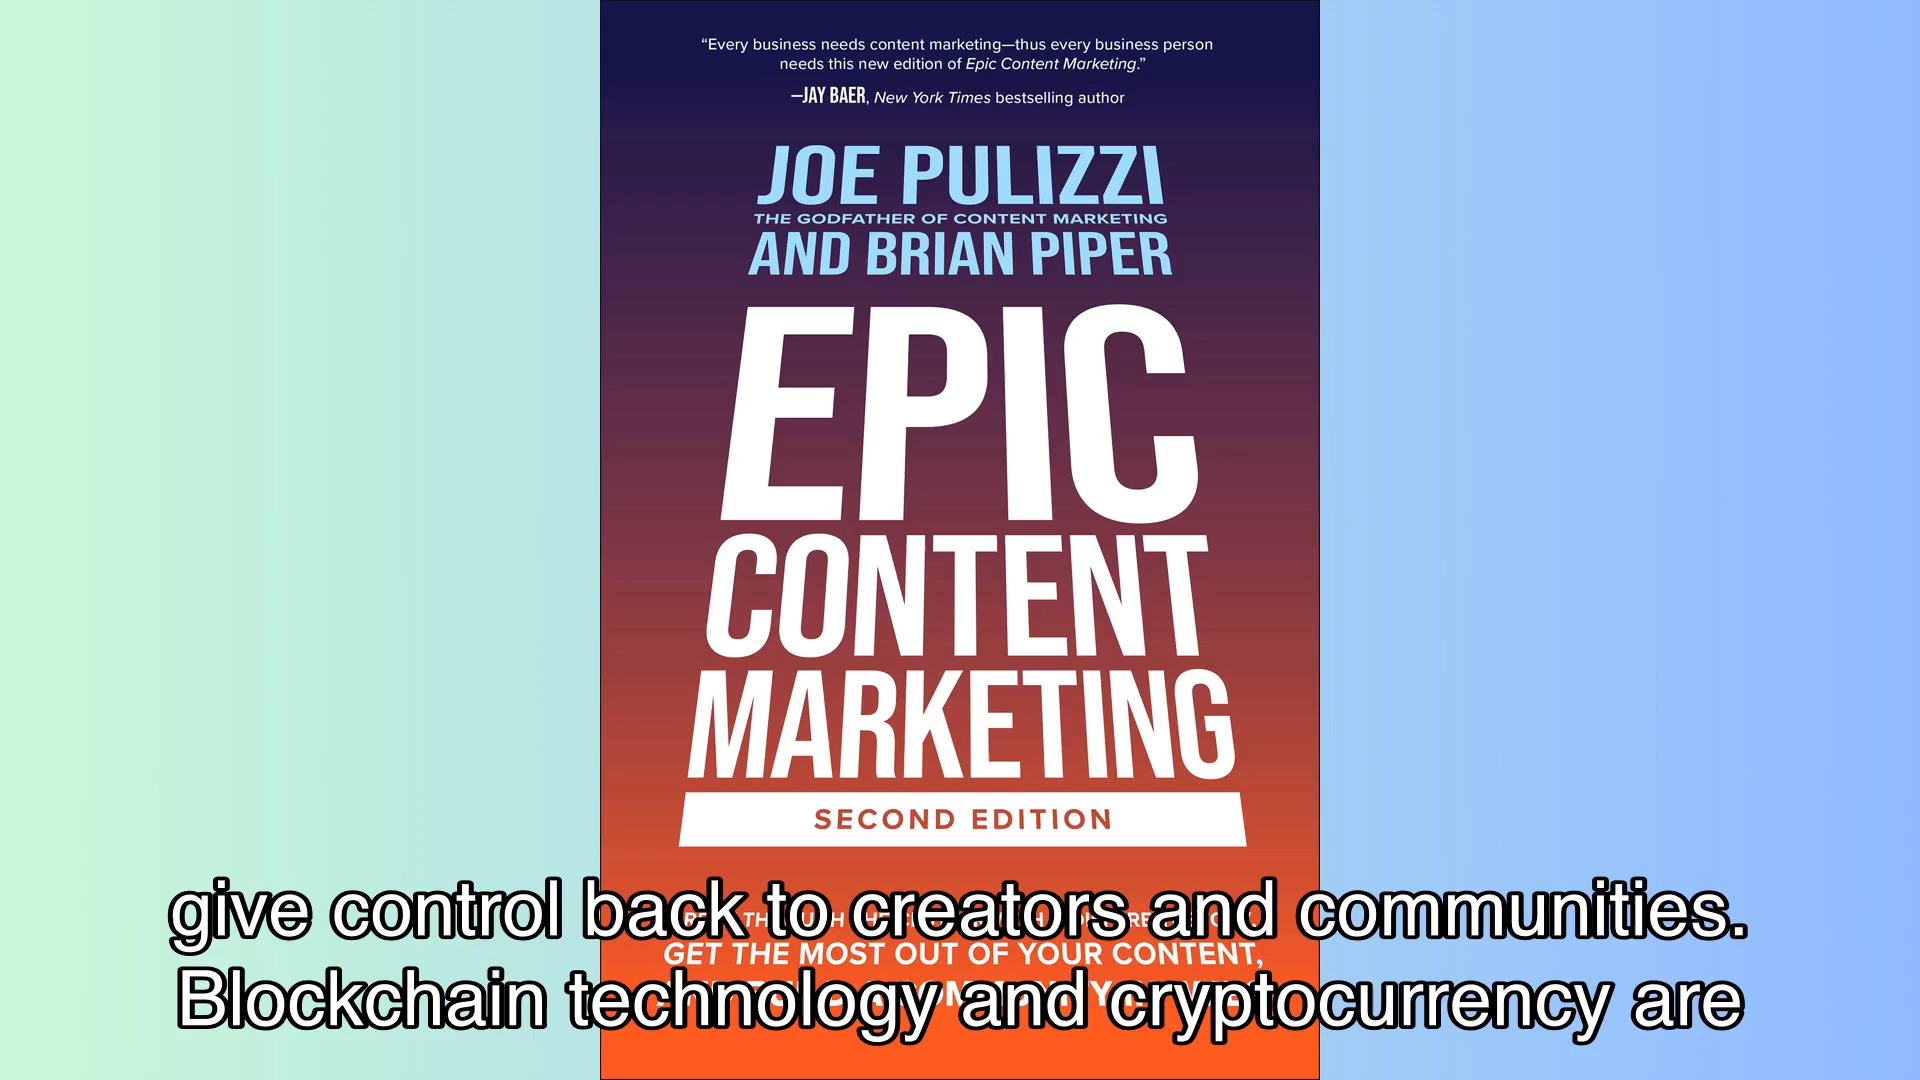 “Every business needs content marketing—thus every business person
needs this new edition of Epic Content Marketing.”
—JAY BAER, New York Times bestselling author
JOE PULIZZI
THE GODFATHER OF CONTENT MARKETING
AND BRIAN PIPER
EPIC
CONTENT
MARKETING
SECOND EDITION
give control back to creators and communities.
GET THE MOST OUT OF YOUR CONTENT,
Blockchain technology and cryptocurrency are